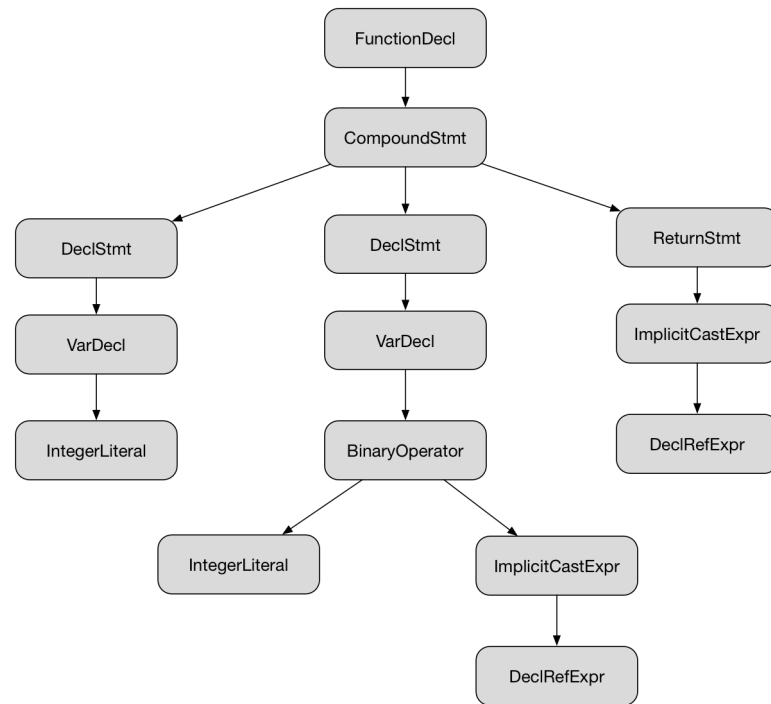 FunctionDecl
CompoundStmt
DeclStmt
DeclStmt
ReturnStmt
VarDecl
VarDecl
ImplicitCastExpr
IntegerLiteral
BinaryOperator
DeclRefExpr
IntegerLiteral
ImplicitCastExpr
DeclRefExpr